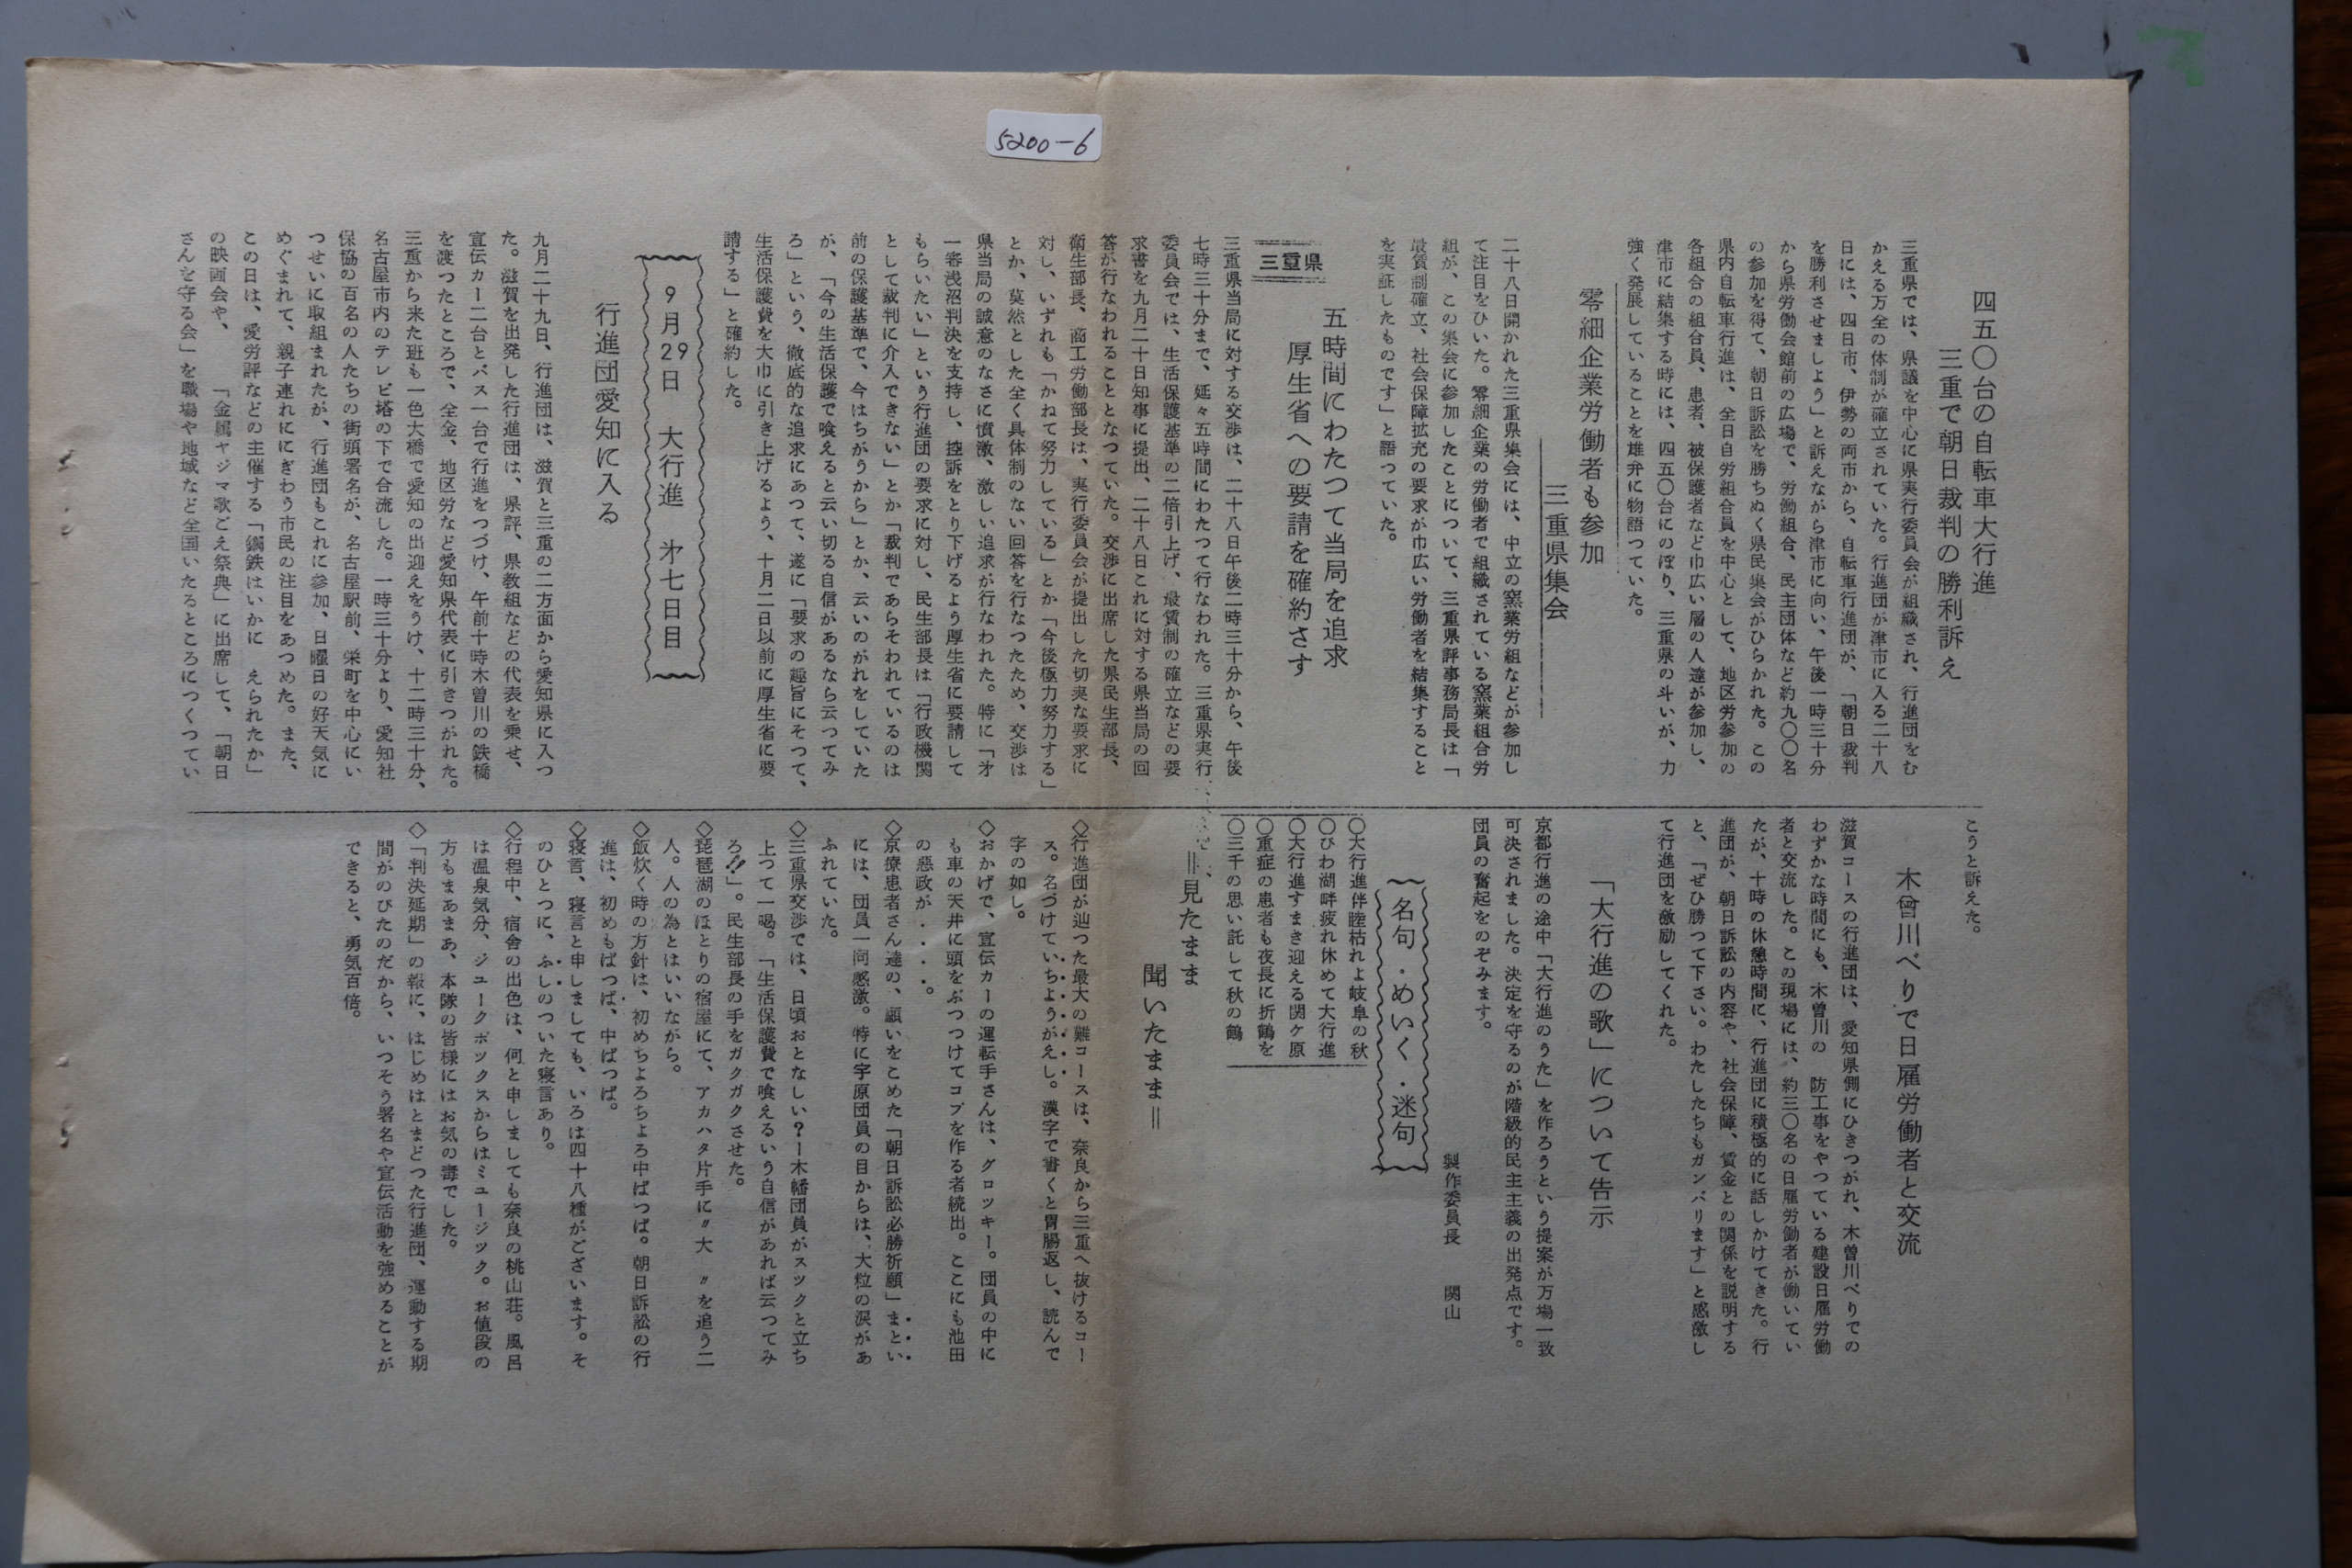 5200-6
四五〇台の自転車大行進
三重で朝日裁判の勝利訴え
三重県では、県議を中心に県実行委員会が組織され、行進団をむ
かえる万全の体制が確立されていた。行進団が津市に入る二十八
日には、四日市、伊勢の両市から、自転車行進団が、「朝日裁判
を勝利させましよう」と訴えながら津市に向い、午後一時三十分
から県労働会館前の広場で、労働組合、民主団体など約九〇〇名
の参加を得て、朝日訴訟を勝ちぬく県民集会がひらかれた。この
県内自転車行進は、全日自労組合員を中心として、地区労参加の
各組合の組合員、患者、被保護者など巾広い層の人達が参加し、
津市に結集する時には、四五〇台にのぼり、三重県の斗いが、力
強く発展していることを雄弁に物語つていた。
零細企業労働者も参加
三重県集会
二十八日開かれた三重県集会には、中立の窯業労組などが参加し
て注目をひいた。零細企業の労働者で組織されている窯業組合労
組が、この集会に参加したことについて、三重県評事務局長は「
最賃制確立、社会保障拡充の要求が巾広い労働者を結集すること
を実証したものです」と語つていた。
五時間にわたつて当局を追求
厚生省への要請を確約さす
三重県
三重県当局に対する交渉は、二十八日午後二時三十分から、午後
七時三十分まで、延々五時間にわたつて行なわれた。三重県実行
委員会では、生活保護基準の二倍引上げ、最賃制の確立などの要
求書を九月二十日知事に提出、二十八日これに対する県当局の回
答が行なわれることとなつていた。交渉に出席した県民生部長、
衛生部長、商工労働部長は、実行委員会が提出した切実な要求に
対し、いずれも「かねて努力している」とか「今後極力努力する」
とか、莫然とした全く具体制のない回答を行なつたため、交渉は
県当局の誠意のなさに憤激、激しい追求が行なわれた。特に「才
一審浅沼判決を支持し、控訴をとり下げるよう厚生省に要請して
もらいたい」という行進団の要求に対し、民生部長は「行政機関
として裁判に介入できない」とか「裁判であらそわれているのは
前の保護基準で、今はちがうから」とか、云いのがれをしていた
が、「今の生活保護で喰えると云い切る自信があるなら云つてみ
ろ」という、徹底的な追求にあつて、遂に「要求の趣旨にそつて、
生活保護費を大巾に引き上げるよう、十月二日以前に厚生省に要
請する」と確約した。
9月29日 大行進 才七日目
行進団愛知に入る
九月二十九日、行進団は、滋賀と三重の二方面から愛知県に入つ
た。滋賀を出発した行進団は、県評、県教組などの代表を乗せ、
宣伝カー二台とバス一台で行進をつづけ、午前十時木曽川の鉄橋
を渡つたところで、全金、地区労など愛知県代表に引きつがれた。
三重から来た班も一色大橋で愛知の出迎えをうけ、十二時三十分、
名古屋市内のテレビ塔の下で合流した。一時三十分より、愛知社
保協の百名の人たちの街頭署名が、名古屋駅前、栄町を中心にい
つせいに取組まれたが、行進団もこれに参加、日曜日の好天気に
めぐまれて、親子連れににぎわう市民の注目をあつめた。また、
この日は、愛労評などの主催する「鋼鉄はいかに えられたか」
の映画会や、 「金属ヤジマ歌ごえ祭典」に出席して、「朝日
さんを守る会」を職場や地域など全国いたるところにつくつてい
こうと訴えた。
木曾川べりで日雇労働者と交流
滋賀コースの行進団は、愛知県側にひきつがれ、木曽川べりでの
わずかな時間にも、木曽川の 防工事をやつている建設日雇労働
者と交流した。この現場には、約三〇名の日雇労働者が働いてい
たが、十時の休憩時間に、行進団に積極的に話しかけてきた。行
進団が、朝日訴訟の内容や、社会保障、賃金との関係を説明する
と、「ぜひ勝つて下さい。わたしたちもガンバリます」と感激し
て行進団を激励してくれた。
「大行進の歌」について告示
京都行進の途中「大行進のうた」を作ろうという提案が万場一致
可決されました。決定を守るのが階級的民主主義の出発点です。
団員の奮起をのぞみます。
製作委員長 関山
名句・めいく・迷句
〇大行進伴陸枯れよ岐阜の秋
〇びわ湖畔疲れ休めて大行進
〇大行進すまき迎える関ケ原
〇重症の患者も夜長に折鶴を
〇三千の思い託して秋の鶴
＝見たまま
聞いたまま＝
◇行進団が辿つた最大の難コースは、奈良から三重へ抜けるコー
ス。名づけていちようがえし。漢字で書くと胃腸返し、読んで
字の如し。
◇おかげで、宣伝カーの運転手さんは、グロッキー。団員の中に
も車の天井に頭をぶつつけてコブを作る者続出。ここにも池田
の悪政が・・・・。
◇京療患者さん達の、願いをこめた「朝日訴訟必勝祈願」まとい
には、団員一同感激。特に宇原団員の目からは、大粒の涙があ
ふれていた。
◇三重県交渉では、日頃おとなしい？ー木幡団員がスツクと立ち
上つて一喝。「生活保護費で喰えるいう自信があれば云つてみ
ろ!!」。民生部長の手をガクガクさせた。
◇琵琶湖のほとりの宿屋にて、アカハタ片手に〃大 〃を追う二
人。人の為とはいいながら。
◇飯炊く時の方針は、初めちよろちよろ中ぱつぱ。朝日訴訟の行
進は、初めもぱつぱ、中ぱつぱ。
◇寝言、寝言と申しましても、いろは四十八種がございます。そ
のひとつに、ふしのついた寝言あり。
◇行程中、宿舎の出色は、何と申しましても奈良の桃山荘。風呂
は温泉気分、ジユークボックスからはミユージツク。お値段の
方もまあまあ、本隊の皆様にはお気の毒でした。
◇「判決延期」の報に、はじめはとまどつた行進団、運動する期
間がのびたのだから、いつそう署名や宣伝活動を強めることが
できると、勇気百倍。